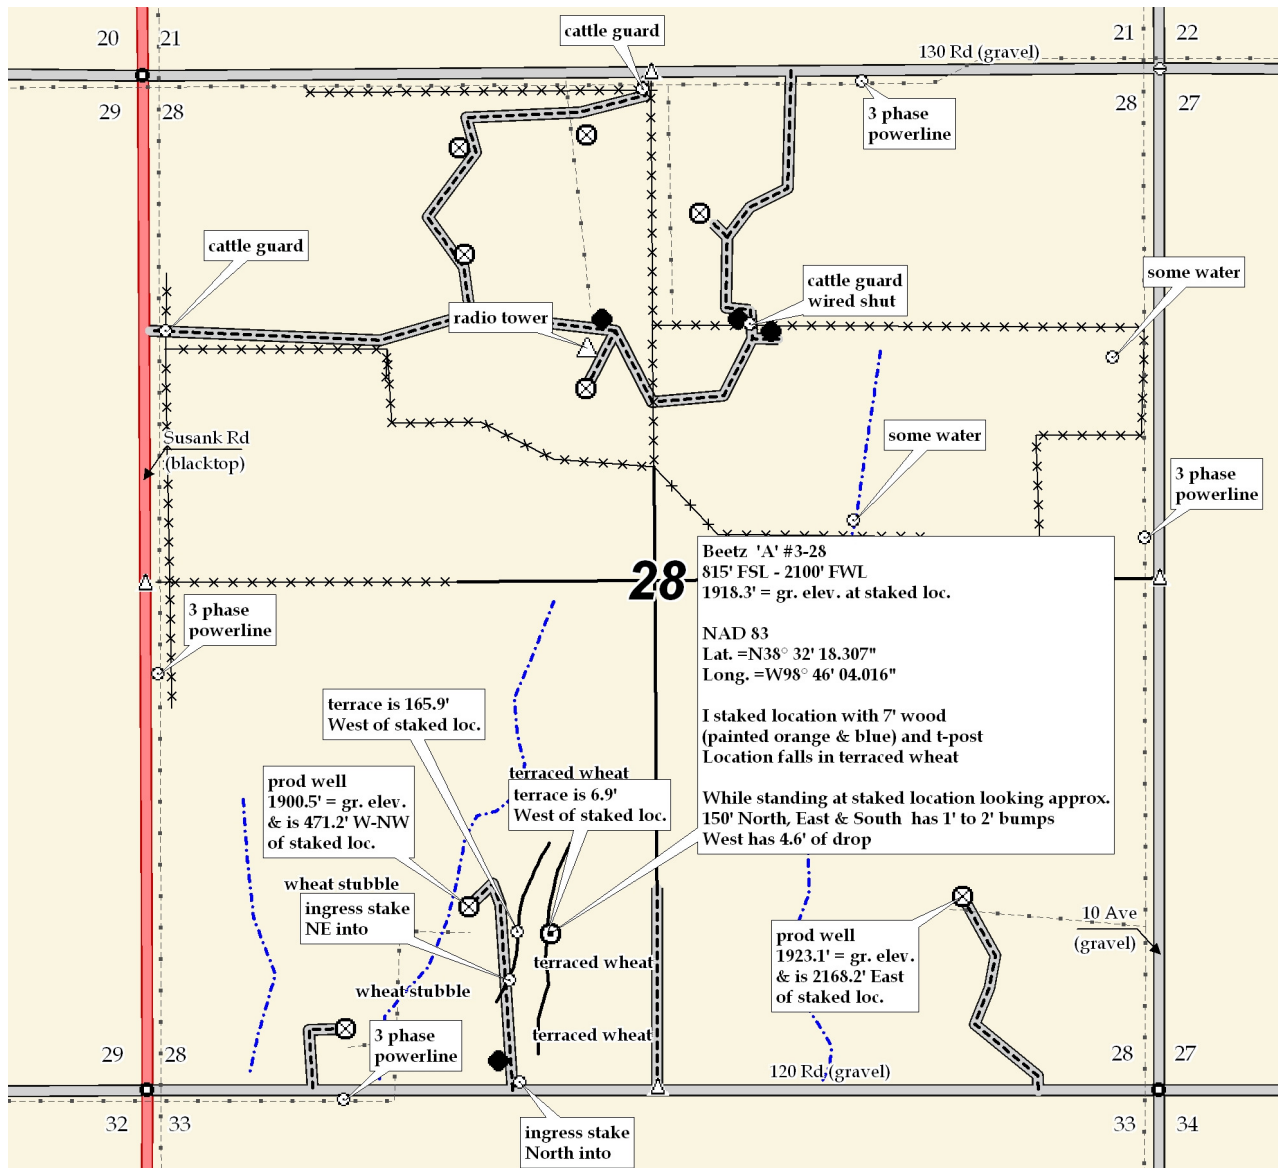 cattle guard
20
21
21
22
130 Rd (gravel)
29
28
28
27
3 phase
powerline
cattle guard
some water
cattle guard
wired shut
radio tower
Susank Rd
(blacktop)
some water
3 phase
powerline
28
Beetz 'A' #3-28
815' FSL - 2100' FWL
1918.3' = gr. elev. at staked loc.
NAD 83
Lat. =N38° 32' 18.307"
Long. =W98° 46' 04.016"
I staked location with 7' wood
(painted orange & blue) and t-post
Location falls in terraced wheat
While standing at staked location looking approx.
150' North, East & South has 1' to 2' bumps
West has 4.6' of drop
3 phase
powerline
terrace is 165.9'
West of staked loc.
prod well
1900.5' = gr. elev.
& is 471.2' W-NW
of staked loc.
terraced wheat
terrace is 6.9'
West of staked loc.
wheat stubble
ingress stake
NE into
10 Ave
(gravel)
prod well
1923.1' = gr. elev.
& is 2168.2' East
of staked loc.
terraced wheat
wheat stubble
terraced wheat
3 phase
powerline
29
28
28
27
120 Rd (gravel)
32
33
33
34
ingress stake
North into